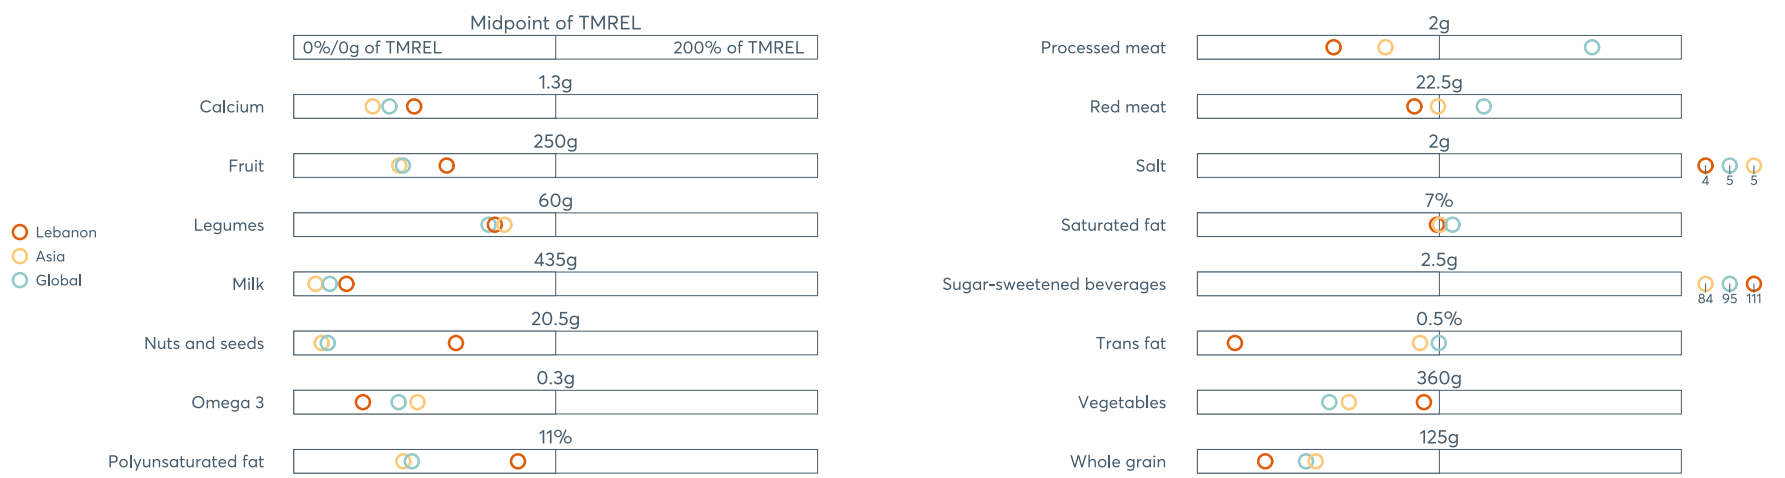 Midpoint of TMREL
0%/0g of TMREL 200% of TMREL
1.3g
Calcium
250g
Fruit
60g
Legumes
435g
Milk
20.5g
Nuts and seeds
0.3g
Omega 3
11%
Polyunsaturated fat
Lebanon
Asia
Global
2g
Processed meat
22.5g
Red meat
2g
Salt
4 5 5
7%
Saturated fat
2.5g
Sugar-sweetened beverages
84 95 111
0.5%
Trans fat
360g
Vegetables
125g
Whole grain